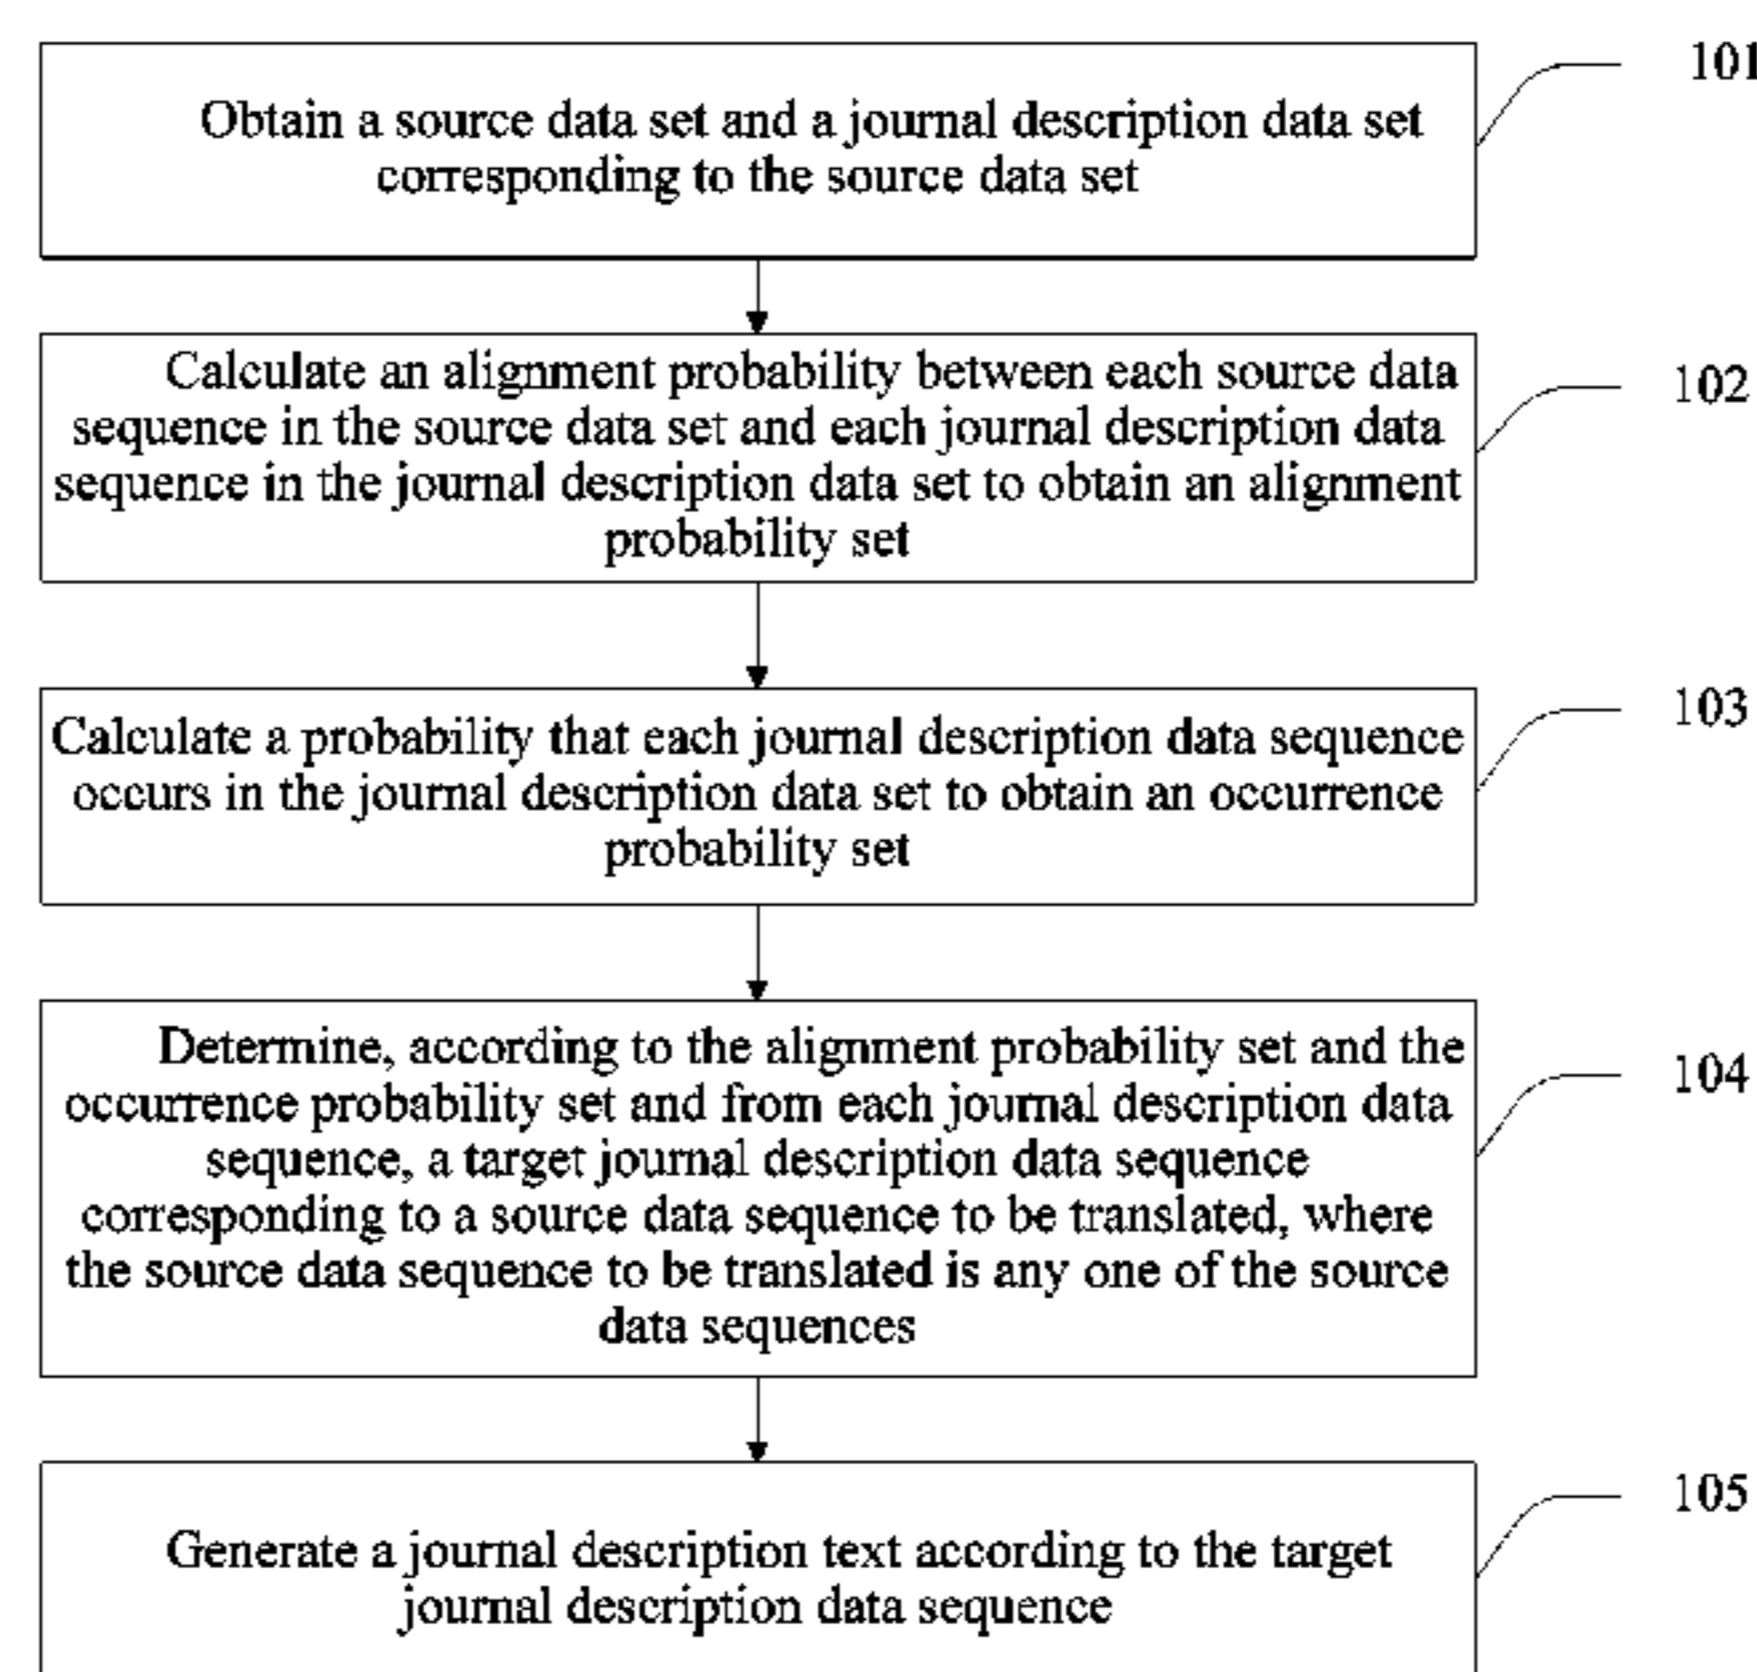 101
Obtain a source data set and a journal description data set
corresponding to the source data set
102
Calculate an alignment probability between each source data
sequence in the source data set and each journal description data
sequence in the journal description data set to obtain an alignment
probability set
103
Calculate a probability that each journal description data sequence
occurs in the journal description data set to obtain an occurrence
probability set
104
Determine, according to the alignment probability set and the
occurrence probability set and from each journal description data
sequence, a target journal description data sequence
corresponding to a source data sequence to be translated, where
the source data sequence to be translated is any one of the source
data sequences
105
Generate a journal description text according to the target
journal description data sequence